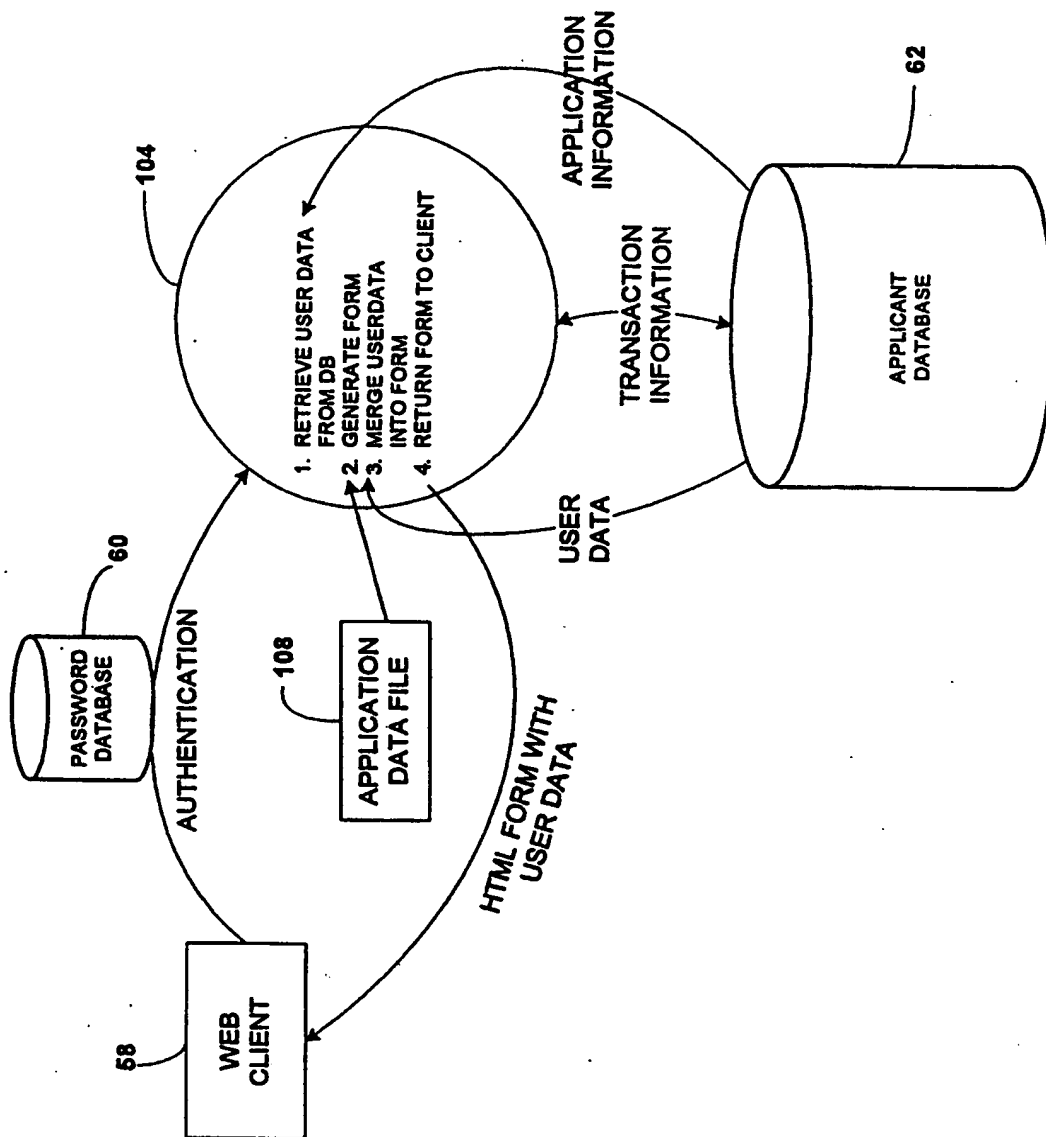 60
PASSWORD
DATABASE
AUTHENTICATION
58
WEB
CLIENT
108
APPLICATION
DATA FILE
HTML FORM WITH
USER DATA
104
1. RETRIEVE USER DATA
FROM DB
2. GENERATE FORM
3. MERGE USERDATA
INTO FORM
4. RETURN FORM TO CLIENT
USER
DATA
TRANSACTION
INFORMATION
APPLICATION
INFORMATION
62
APPLICANT
DATABASE